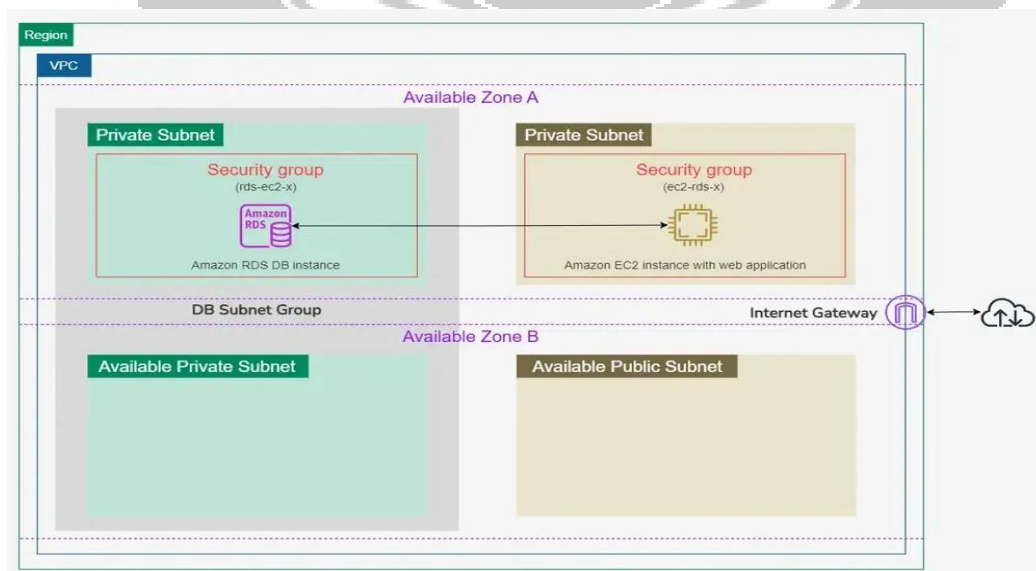 Region
VPC
Available Zone A
Private Subnet
Private Subnet
Security group
(rds-ec2-x)
Security group
(ec2-rds-x)
Amazon
RDS
Amazon RDS DB instance
Amazon EC2 instance with web application
DB Subnet Group
Internet Gateway
Available Zone B
Available Private Subnet
Available Public Subnet